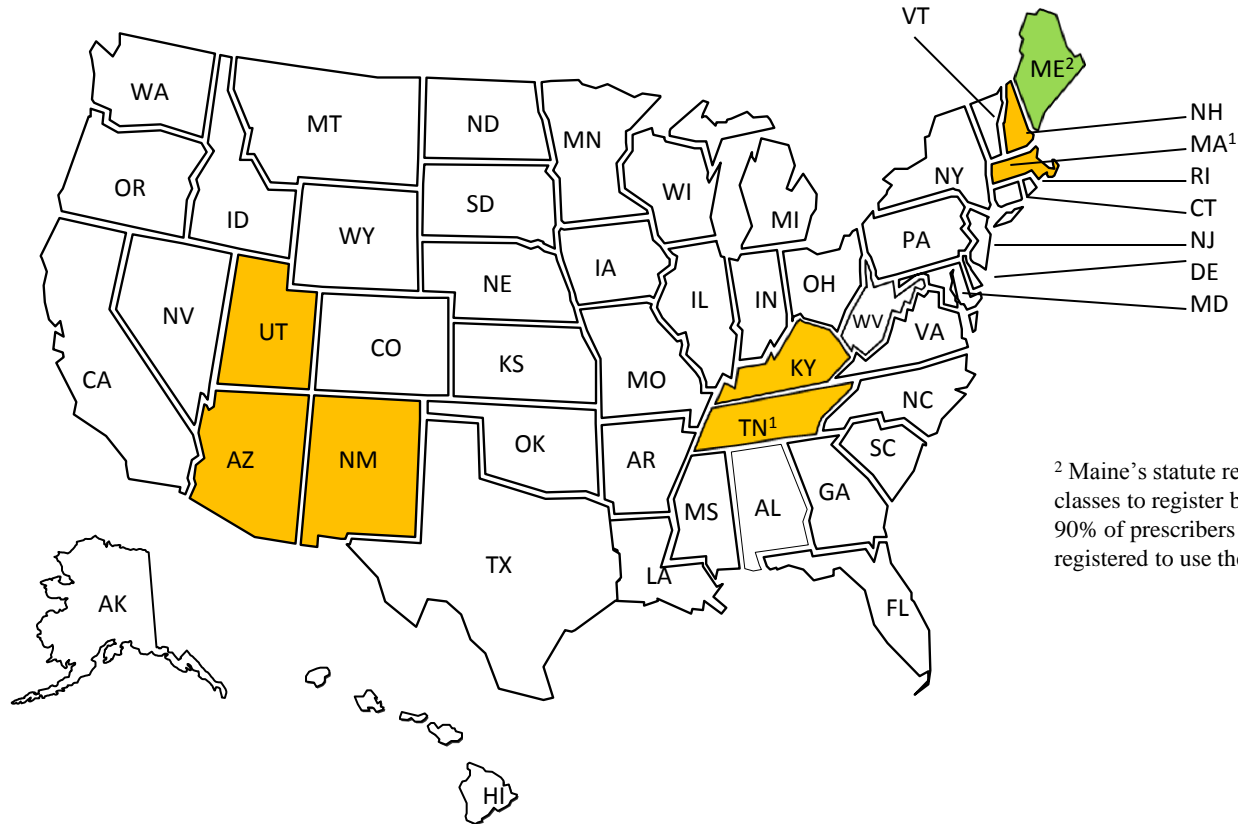 VT
ME²
WA
MT
ND
MN
NH
MA¹
OR
ID
SD
WI
NY
RI
WY
MI
CT
PA
NJ
IA
NE
DE
OH
IL
IN
NV
WV
MD
UT
VA
CO
KS
KY
CA
MO
NC
TN¹
OK
SC
AZ
NM
AR
GA
² Maine’s statute re
classes to register b
90% of prescribers
registered to use the
MS
AL
TX
LA
AK
FL
HI